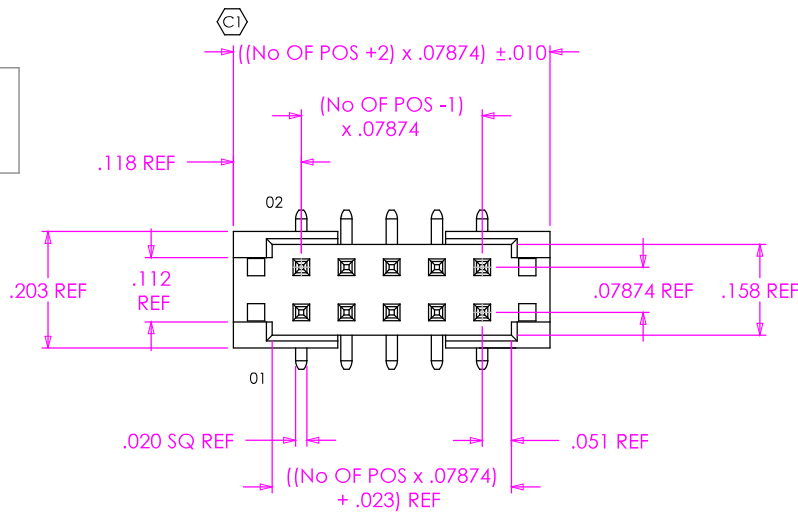 C1
((No OF POS +2) x .07874) ±.010
(No OF POS -1)
x .07874
.118 REF
02
.203 REF
.112
REF
.07874 REF
.158 REF
01
.020 SQ REF
.051 REF
((No OF POS x .07874)
+ .023) REF